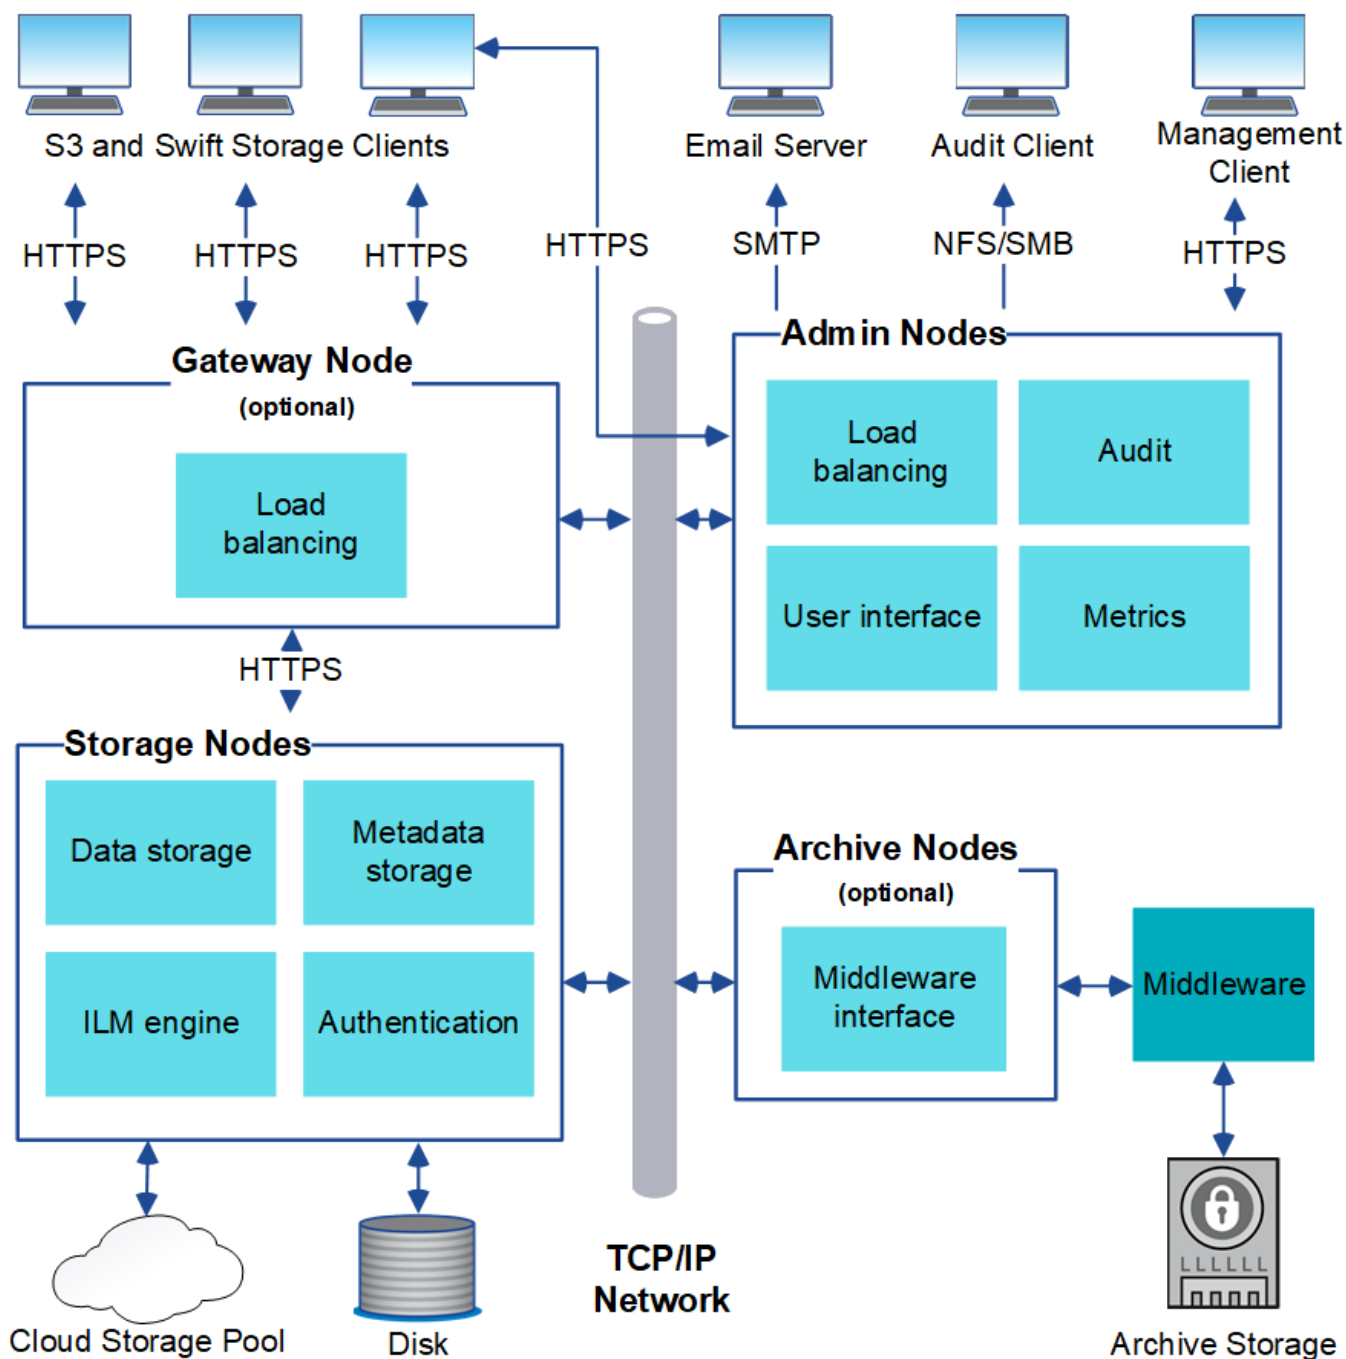 S3 and Swift Storage Clients
Email Server
Audit Client
Management
Client
HTTPS
HTTPS
HTTPS
HTTPS
SMTP
NFS/SMB
HTTPS
Gateway Node
(optional)
Load
balancing
HTTPS
Admin Nodes
Load
balancing
Audit
User interface
Metrics
Storage Nodes
Data storage
Metadata
storage
ILM engine
Authentication
Archive Nodes
(optional)
Middleware
interface
Middleware
Cloud Storage Pool
Disk
TCP/IP
Network
LLLLLL
Archive Storage